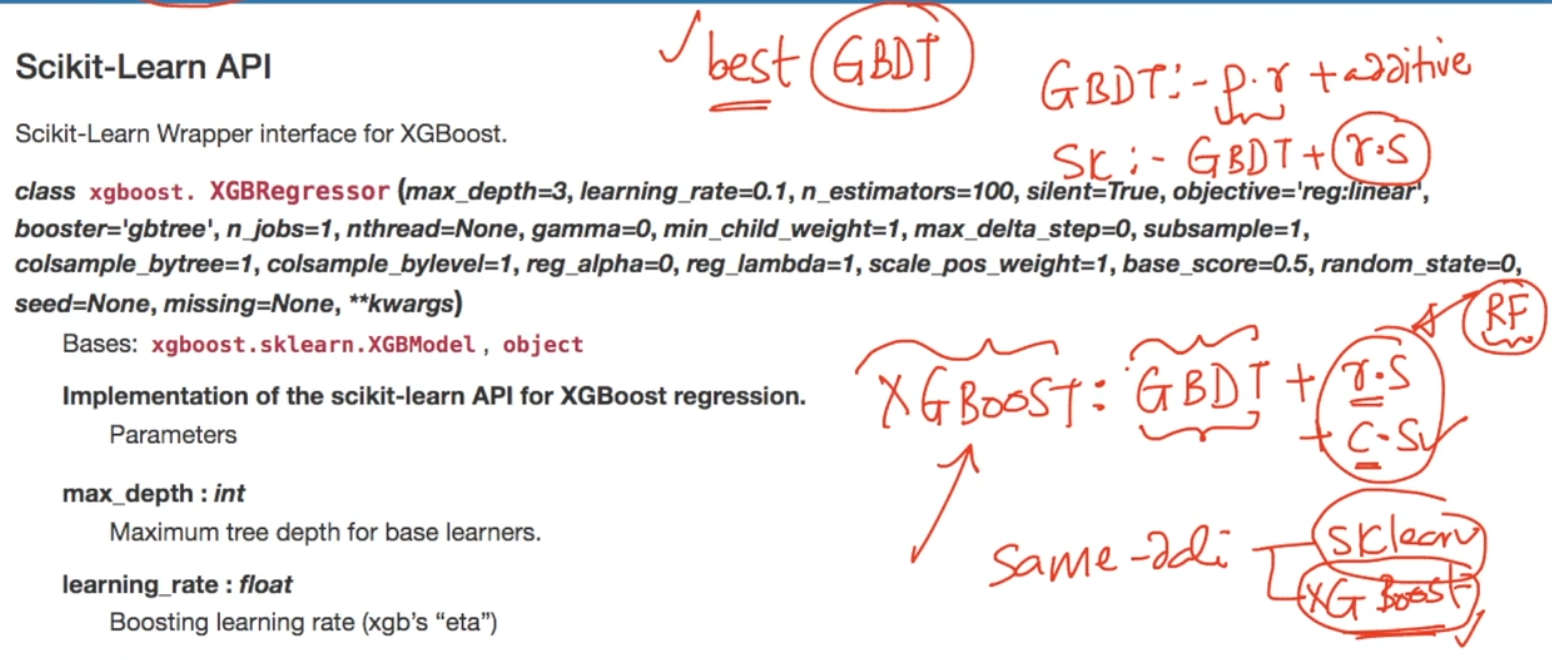 best GBDT
Scikit-Learn API
GBDT:- p.r + additive
Scikit-Learn Wrapper interface for XGBoost.
SK :- GBDT + r.s
class xgboost. XGBRegressor (max_depth=3, learning_rate=0.1, n_estimators=100, silent=True, objective='reg:linear',
booster='gbtree', n_jobs=1, nthread=None, gamma=0, min_child_weight=1, max_delta_step=0, subsample=1,
colsample_bytree=1, colsample_bylevel=1, reg_alpha=0, reg_lambda=1, scale_pos_weight=1, base_score=0.5, random_state=0,
seed=None, missing=None, **kwargs)
RF
Bases: xgboost.sklearn.XGBModel , object
XGBOOST: GBDT + r.s
+ C.S
Implementation of the scikit-learn API for XGBoost regression.
Parameters
max_depth : int
Maximum tree depth for base learners.
Same
sklearn
XGBoost
learning_rate : float
Boosting learning rate (xgb's “eta”)